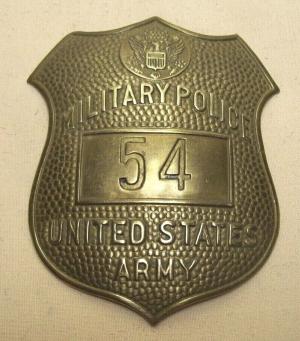 MILITARY POLICE
54
UNITED STATES
ARMY